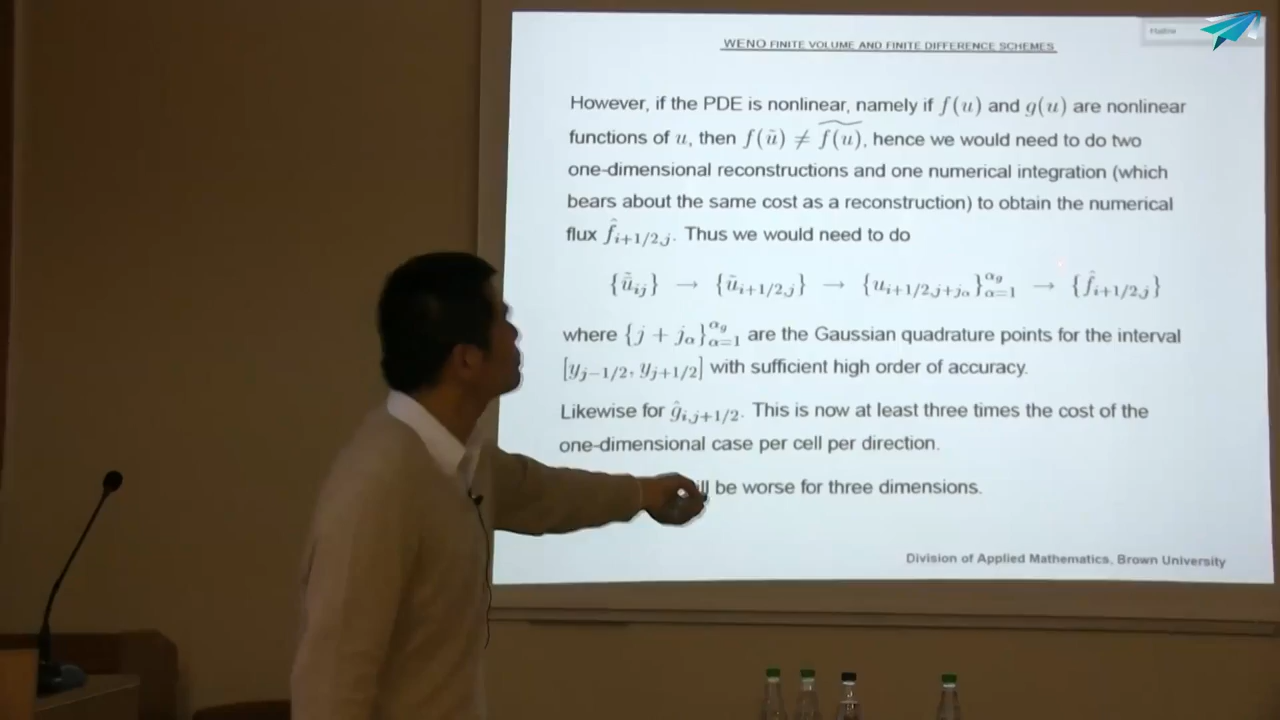 WENO FINITE VOLUME AND FINITE DIFFERENCE SCHEMES
However, if the PDE is nonlinear, namely if f(u) and g(u) are nonlinear
functions of u, then f(ũ) ≠ \widetilde{f(u)}, hence we would need to do two
one-dimensional reconstructions and one numerical integration (which
bears about the same cost as a reconstruction) to obtain the numerical
flux f̂_{i+1/2,j}. Thus we would need to do
{\tilde{\bar{u}}_{ij}} → {ũ_{i+1/2,j}} → {u_{i+1/2,j+j_α}}_{α=1}^{α_g} → {f̂_{i+1/2,j}}
where {j + j_α}_{α=1}^{α_g} are the Gaussian quadrature points for the interval
[y_{j−1/2}, y_{j+1/2}] with sufficient high order of accuracy.
Likewise for ĝ_{i,j+1/2}. This is now at least three times the cost of the
one-dimensional case per cell per direction.
be worse for three dimensions.
Division of Applied Mathematics, Brown University